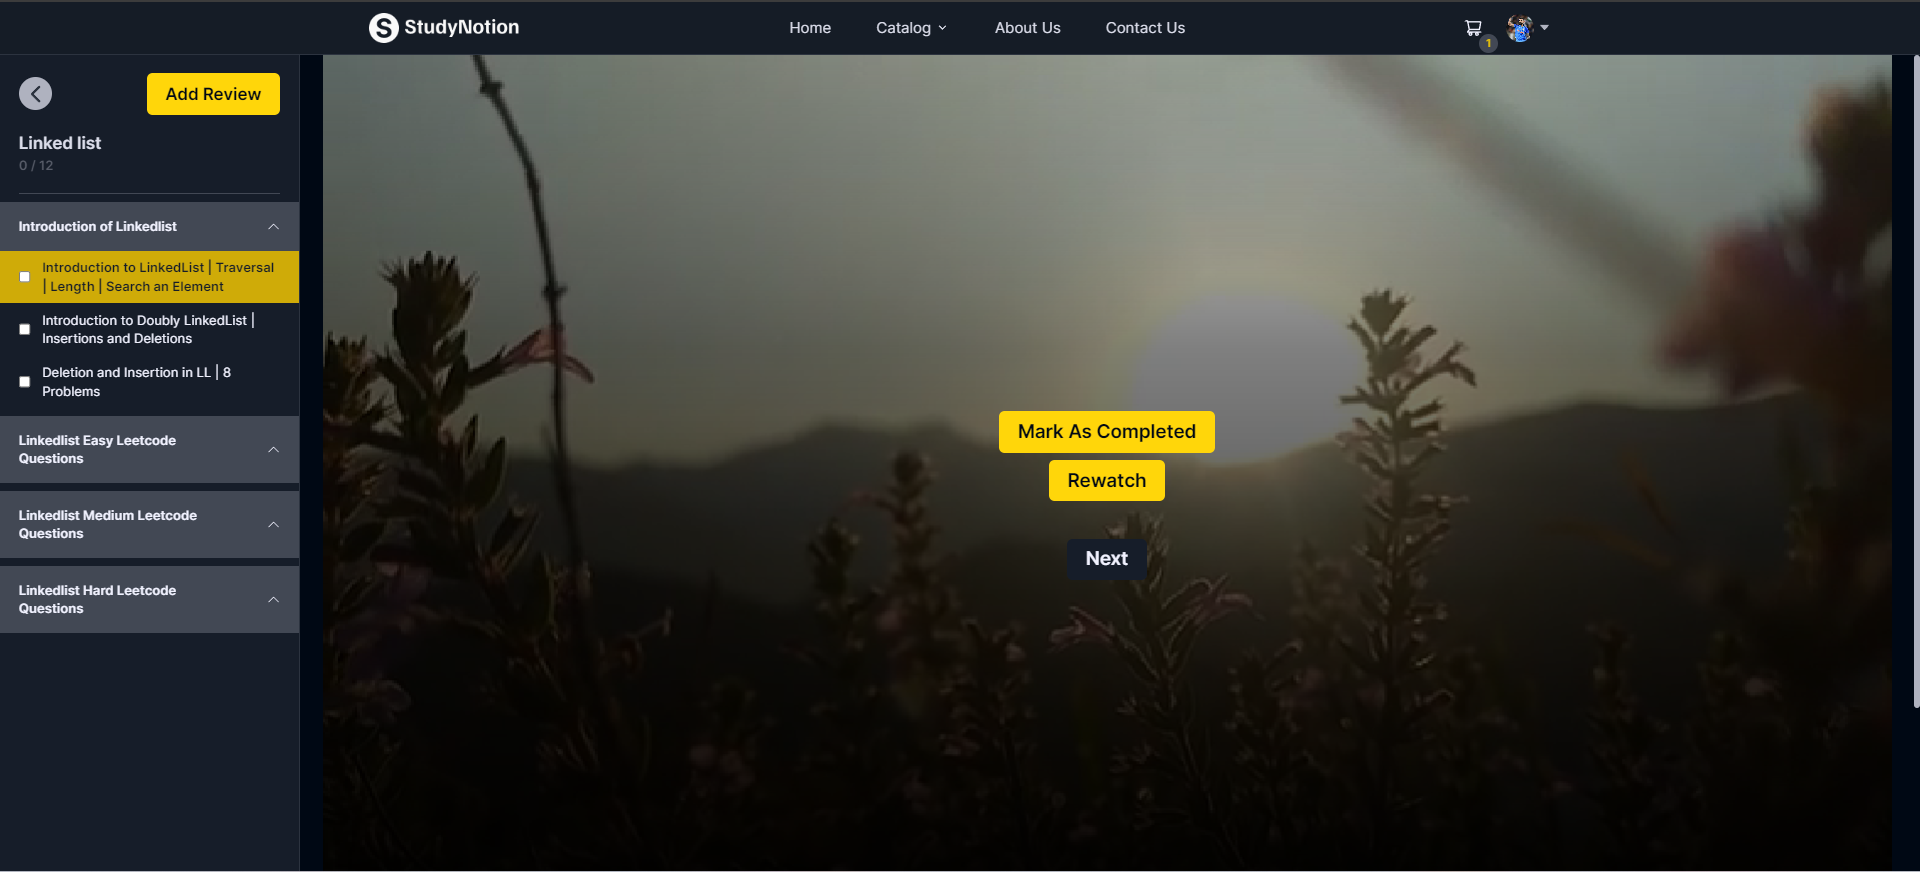 StudyNotion
Home
Catalog
About Us
Contact Us
1
Add Review
Linked list
0 / 12
Introduction of Linkedlist
Introduction to LinkedList | Traversal
| Length | Search an Element
Introduction to Doubly LinkedList |
Insertions and Deletions
Deletion and Insertion in LL | 8
Problems
Linkedlist Easy Leetcode
Questions
Linkedlist Medium Leetcode
Questions
Linkedlist Hard Leetcode
Questions
Mark As Completed
Rewatch
Next